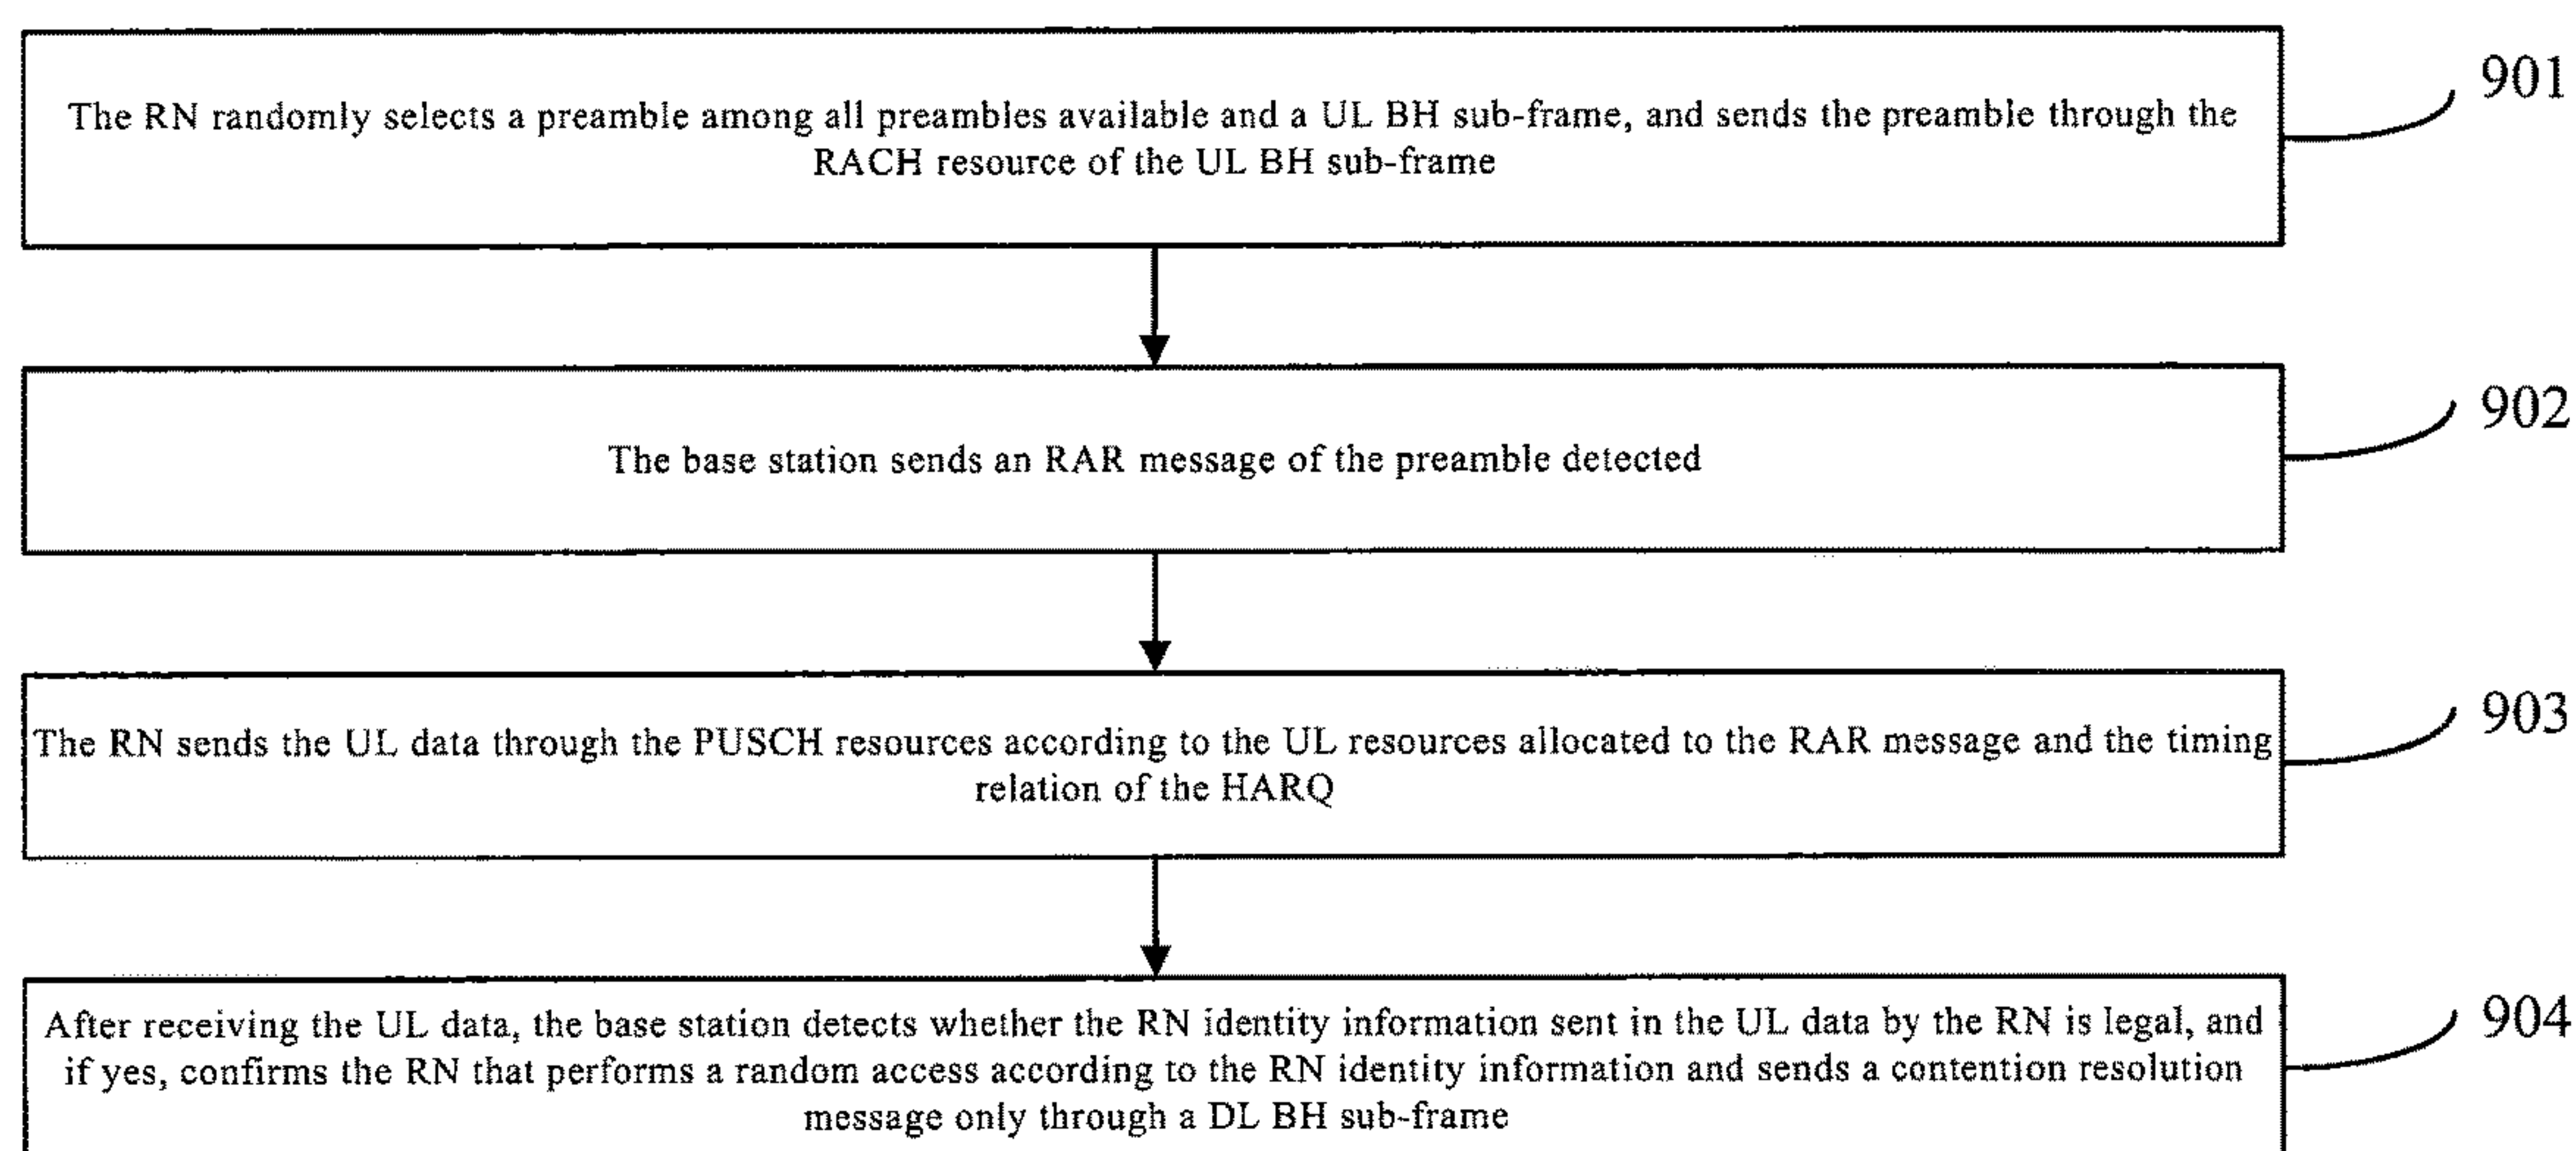 The RN randomly selects a preamble among all preambles available and a UL BH sub-frame, and sends the preamble through the
RACH resource of the UL BH sub-frame
901
The base station sends an RAR message of the preamble detected
902
The RN sends the UL data through the PUSCH resources according to the UL resources allocated to the RAR message and the timing
relation of the HARQ
903
After receiving the UL data, the base station detects whether the RN identity information sent in the UL data by the RN is legal, and
if yes, confirms the RN that performs a random access according to the RN identity information and sends a contention resolution
message only through a DL BH sub-frame
904